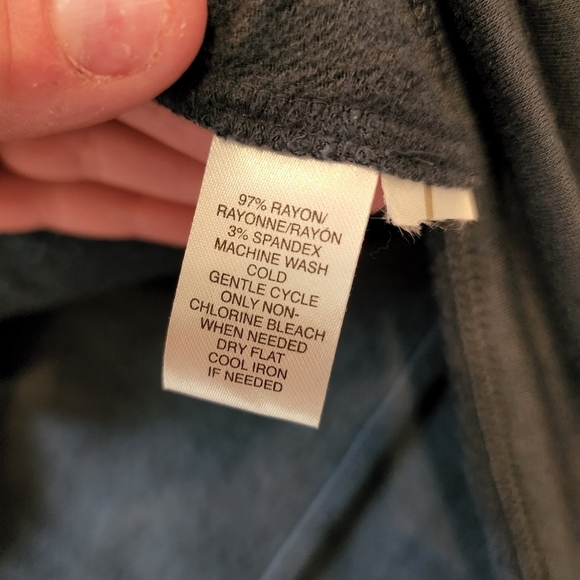 97% RAYON/
RAYONNE/RAYÓN
3% SPANDEX
MACHINE WASH
COLD
GENTLE CYCLE
ONLY NON-
CHLORINE BLEACH
WHEN NEEDED
DRY FLAT
COOL IRON
IF NEEDED